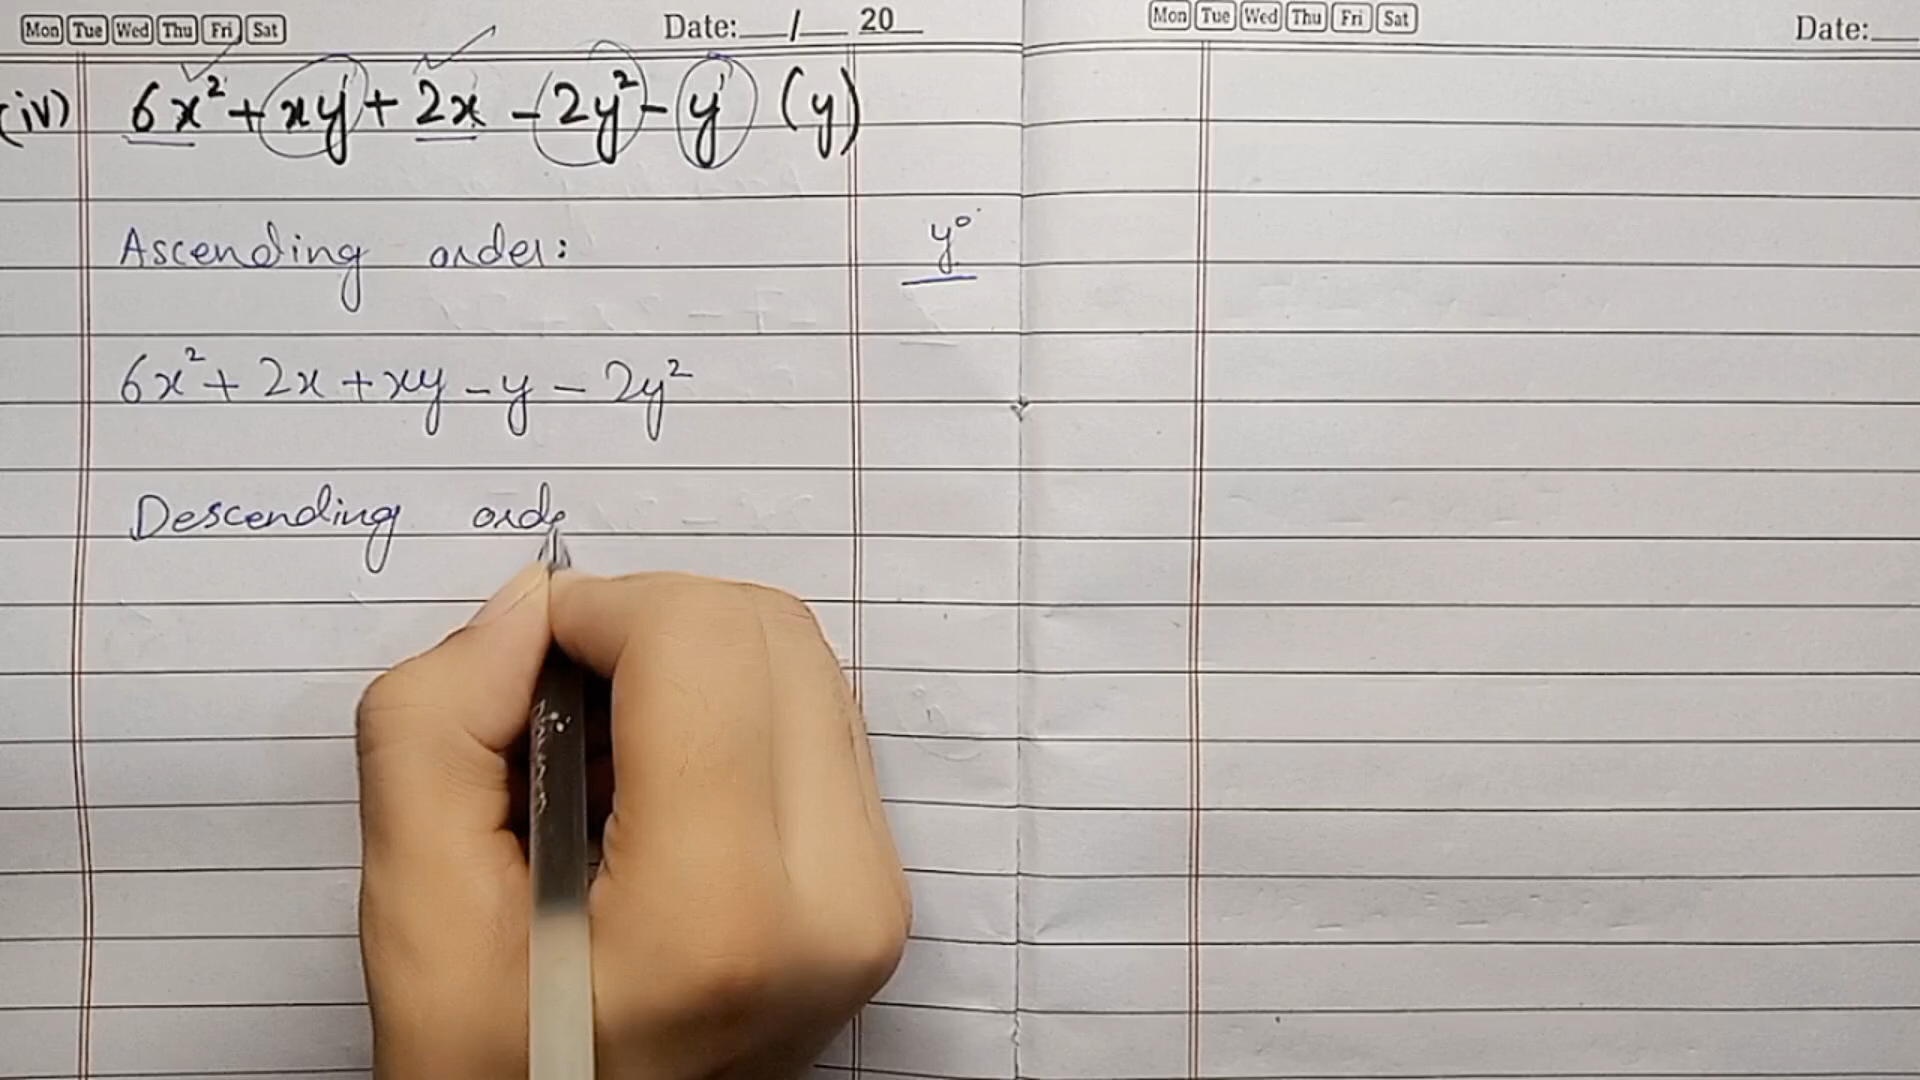 Mon Tue Wed Thu Fri Sat Date: / 20
Mon Tue Wed Thu Fri Sat Date:
(iv) 6x² + xy + 2x - 2y² - y (y)
Ascending order:
y⁰
6x² + 2x + xy - y - 2y²
Descending orde